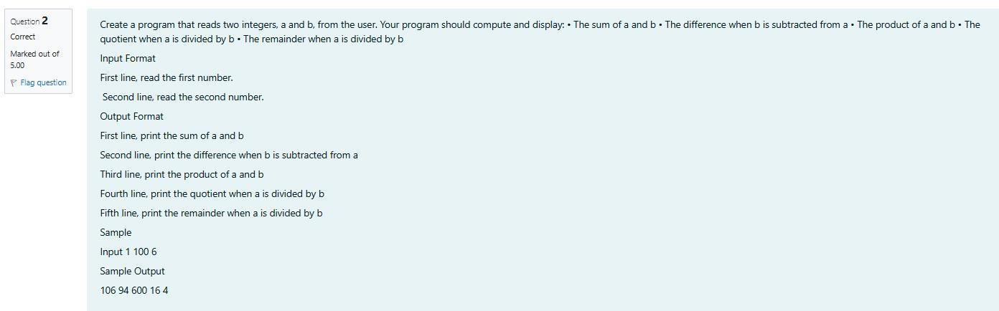 Question 2
Correct
Marked out of
5.00
Flag question
Create a program that reads two integers, a and b, from the user. Your program should compute and display: • The sum of a and b • The difference when b is subtracted from a • The product of a and b • The
quotient when a is divided by b • The remainder when a is divided by b
Input Format
First line, read the first number.
Second line, read the second number.
Output Format
First line, print the sum of a and b
Second line, print the difference when b is subtracted from a
Third line, print the product of a and b
Fourth line, print the quotient when a is divided by b
Fifth line, print the remainder when a is divided by b
Sample
Input 1 100 6
Sample Output
106 94 600 16 4